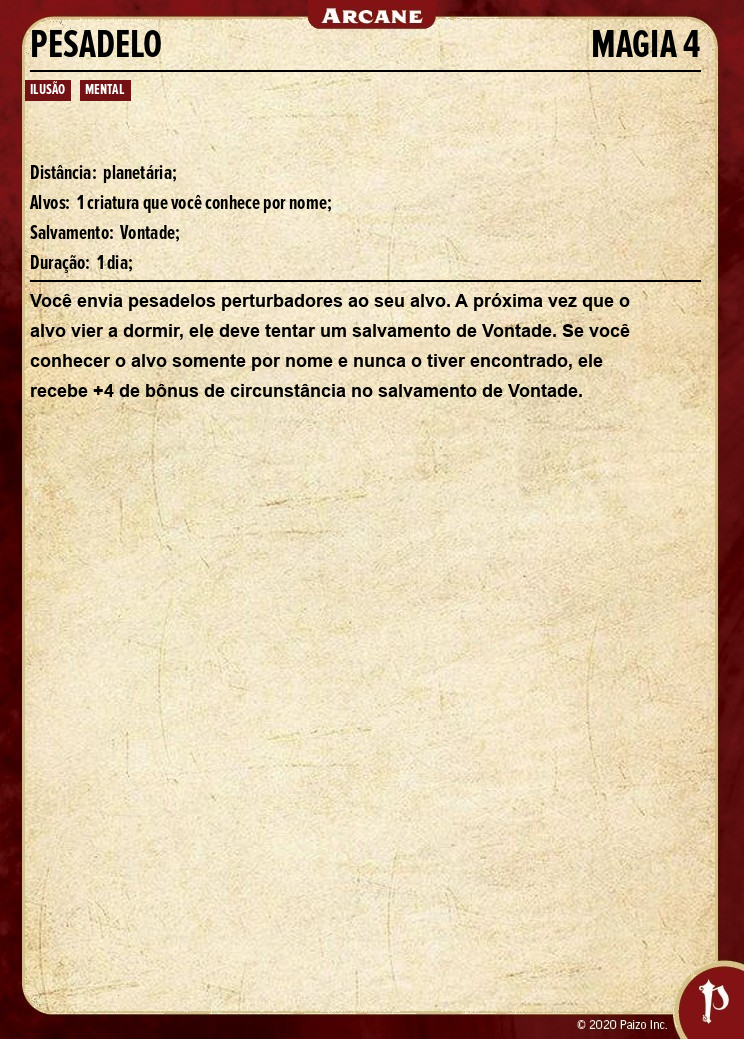 ARCANE
PESADELO MAGIA 4
ILUSÃO MENTAL
Distância: planetária;
Alvos: 1 criatura que você conhece por nome;
Salvamento: Vontade;
Duração: 1 dia;
Você envia pesadelos perturbadores ao seu alvo. A próxima vez que o
alvo vier a dormir, ele deve tentar um salvamento de Vontade. Se você
conhecer o alvo somente por nome e nunca o tiver encontrado, ele
recebe +4 de bônus de circunstância no salvamento de Vontade.
© 2020 Paizo Inc.
P